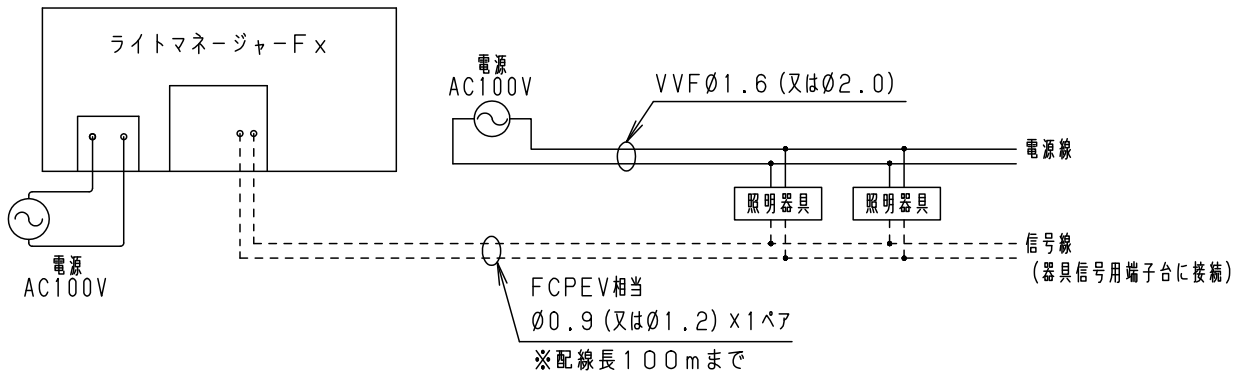 ライトマネージャーFx
電源
AC100V
VVFØ1.6(又はØ2.0)
電源線
照明器具
照明器具
信号線
(器具信号用端子台に接続)
電源
AC100V
FCPEV相当
Ø0.9(又はØ1.2)×1ペア
※配線長100mまで